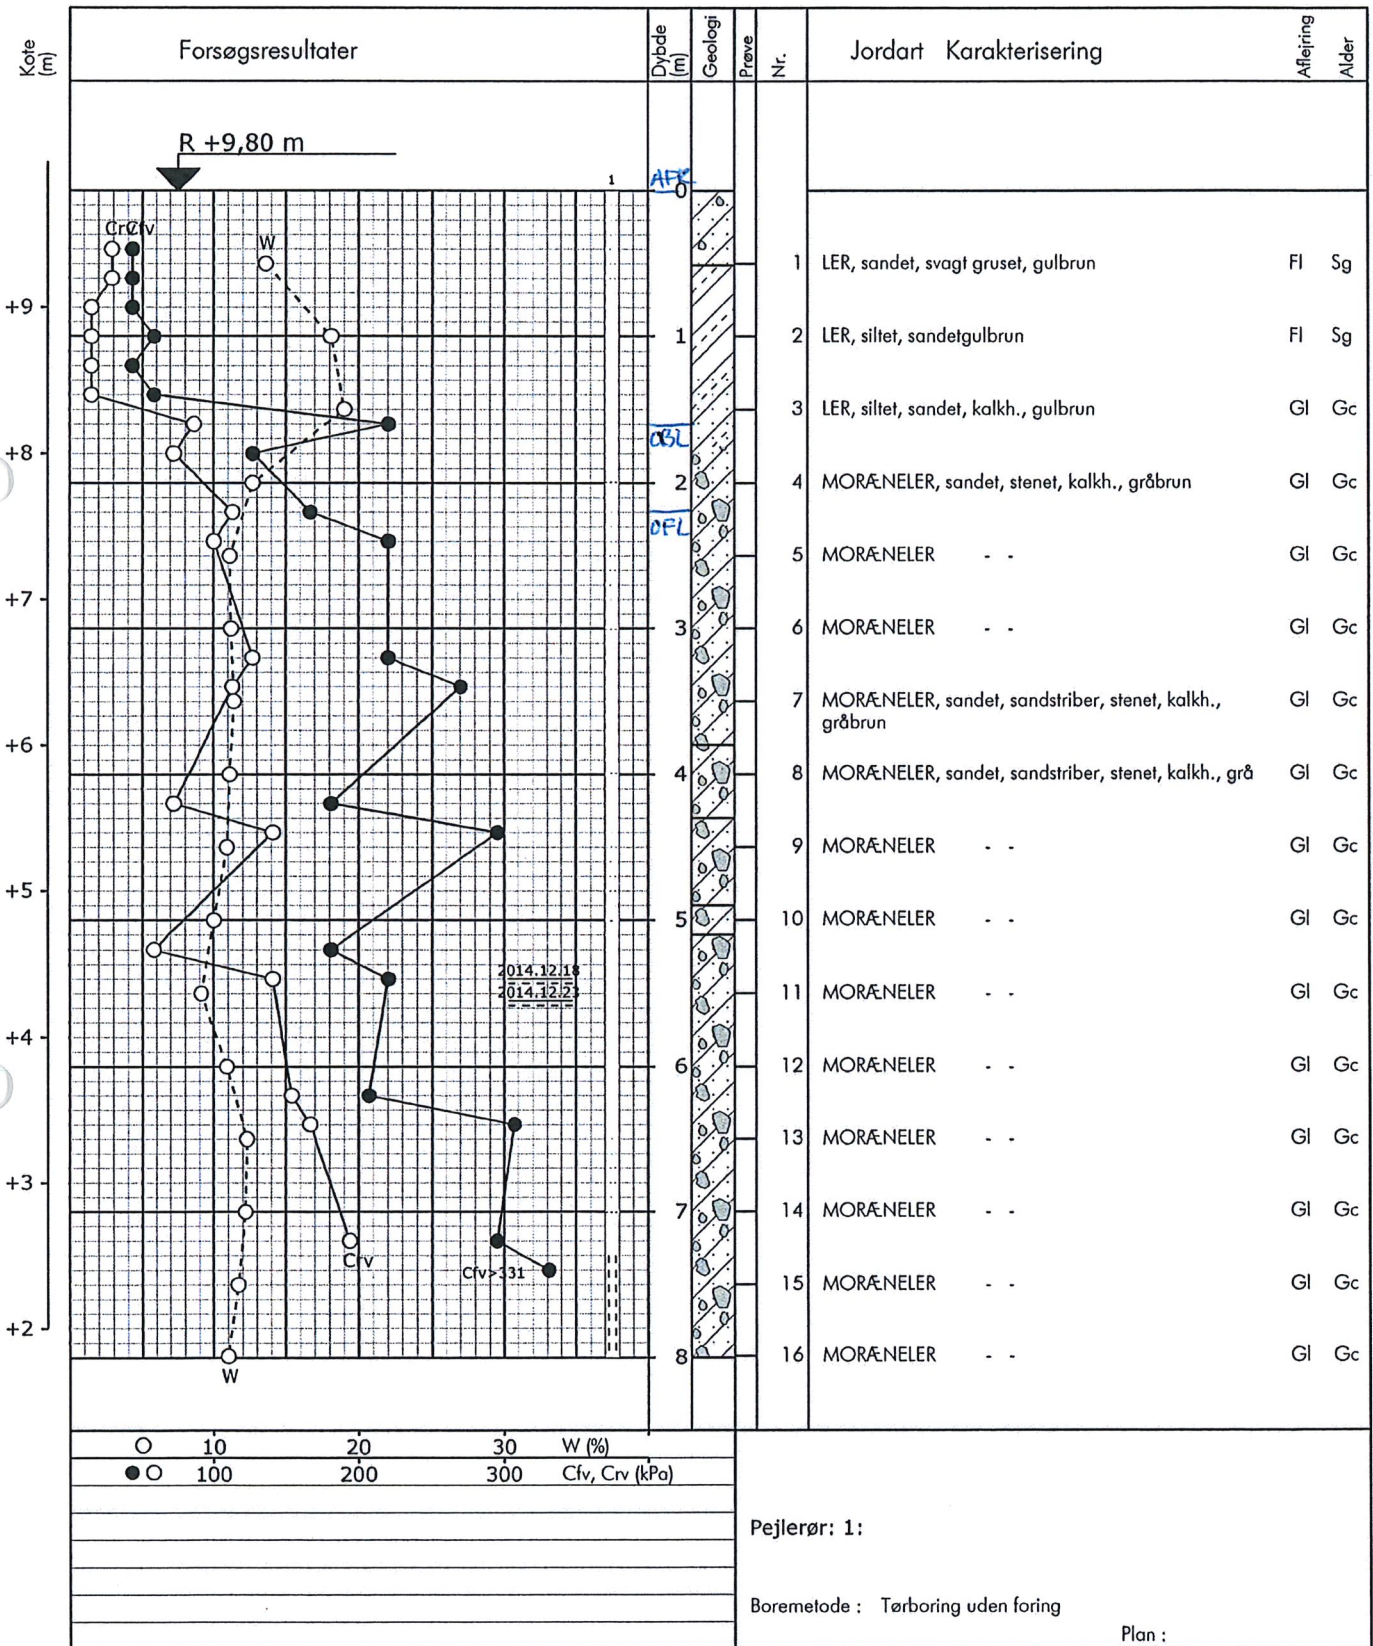 Kote (m)
Forsøgsresultater
Dybde (m)
Geologi
Prøve
Nr.
Jordart Karakterisering
Aflejring
Alder
R +9,80 m
1
AFR
0
Crv Cfv
W
1 LER, sandet, svagt gruset, gulbrun Fl Sg
+9
1
2 LER, siltet, sandetgulbrun Fl Sg
3 LER, siltet, sandet, kalkh., gulbrun Gl Gc
OBL
+8
2
4 MORÆNELER, sandet, stenet, kalkh., gråbrun Gl Gc
OFL
5 MORÆNELER - - Gl Gc
+7
3
6 MORÆNELER - - Gl Gc
7 MORÆNELER, sandet, sandstriber, stenet, kalkh., Gl Gc
gråbrun
+6
4
8 MORÆNELER, sandet, sandstriber, stenet, kalkh., grå Gl Gc
9 MORÆNELER - - Gl Gc
+5
5
10 MORÆNELER - - Gl Gc
2014.12.18
2014.12.23
11 MORÆNELER - - Gl Gc
+4
6
12 MORÆNELER - - Gl Gc
13 MORÆNELER - - Gl Gc
+3
7
14 MORÆNELER - - Gl Gc
Crv
Cfv>331
15 MORÆNELER - - Gl Gc
+2
8
16 MORÆNELER - - Gl Gc
W
10 20 30 W (%)
100 200 300 Cfv, Crv (kPa)
Pejlerør: 1:
Boremetode : Tørboring uden foring
Plan :